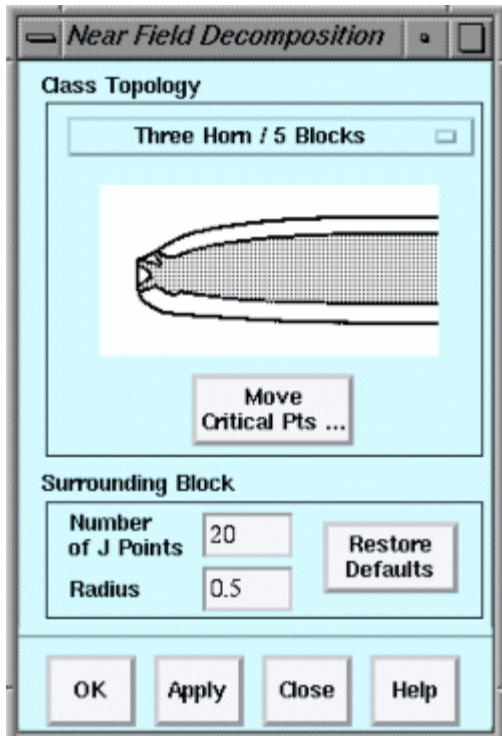 Near Field Decomposition
Class Topology
Three Horn / 5 Blocks
Move
Critical Pts ...
Surrounding Block
Number
of J Points
20
Radius
0.5
Restore
Defaults
OK
Apply
Close
Help